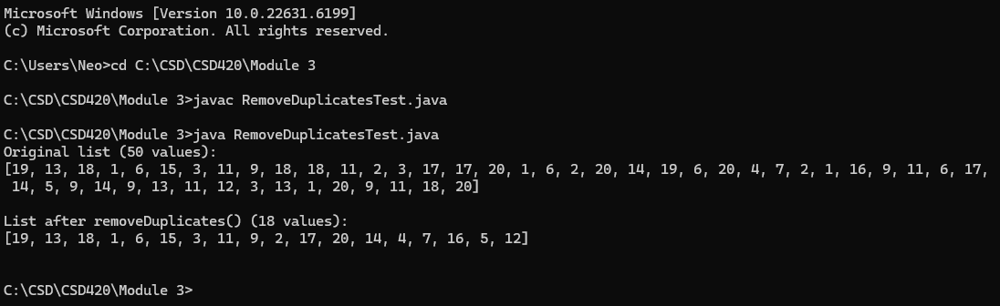 Microsoft Windows [Version 10.0.22631.6199]
(c) Microsoft Corporation. All rights reserved.
C:\Users\Neo>cd C:\CSD\CSD420\Module 3
C:\CSD\CSD420\Module 3>javac RemoveDuplicatesTest.java
C:\CSD\CSD420\Module 3>java RemoveDuplicatesTest.java
Original list (50 values):
[19, 13, 18, 1, 6, 15, 3, 11, 9, 18, 18, 11, 2, 3, 17, 17, 20, 1, 6, 2, 20, 14, 19, 6, 20, 4, 7, 2, 1, 16, 9, 11, 6, 17,
14, 5, 9, 14, 9, 13, 11, 12, 3, 13, 1, 20, 9, 11, 18, 20]
List after removeDuplicates() (18 values):
[19, 13, 18, 1, 6, 15, 3, 11, 9, 2, 17, 20, 14, 4, 7, 16, 5, 12]
C:\CSD\CSD420\Module 3>